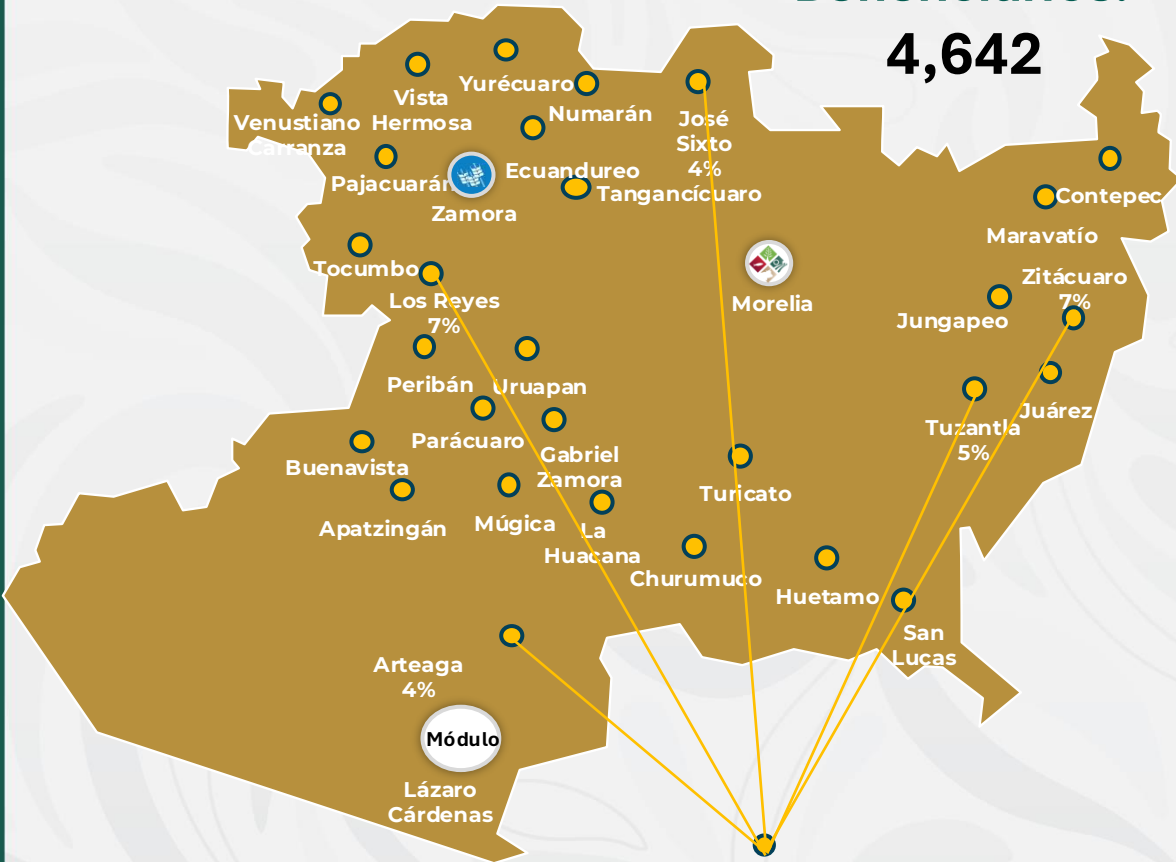 4,642
Yurécuaro
Vista
Hermosa
Numarán
José
Sixto
4%
Venustiano
Carranza
Ecuandureo
Pajacuarán
Tangancícuaro
Contepec
Zamora
Maravatío
Tocumbo
Zitácuaro
7%
Los Reyes
7%
Morelia
Jungapeo
Peribán
Uruapan
Juárez
Parácuaro
Tuzantla
5%
Gabriel
Zamora
Buenavista
Turicato
Apatzingán
Múgica
La
Huacana
Churumuco
Huetamo
San
Lucas
Arteaga
4%
Módulo
Lázaro
Cárdenas